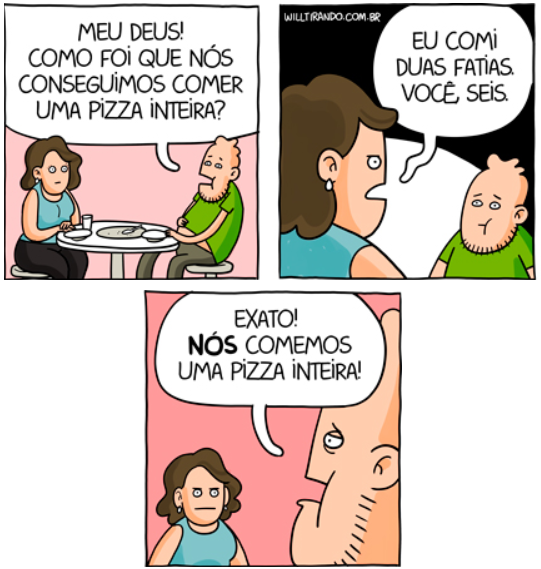 MEU DEUS!
COMO FOI QUE NÓS
CONSEGUIMOS COMER
UMA PIZZA INTEIRA?
WILLTIRANDO.COM.BR
EU COMI
DUAS FATIAS.
VOCÊ, SEIS.
EXATO!
NÓS COMEMOS
UMA PIZZA INTEIRA!